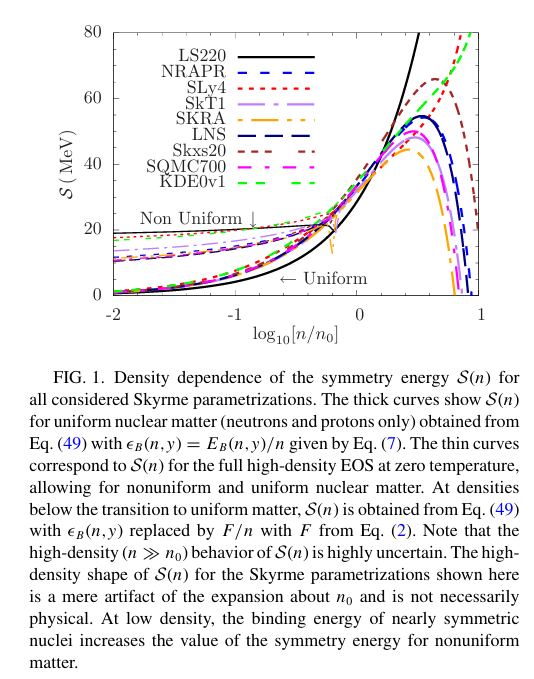 80
60
40
20
0
S ( MeV)
LS220
NRAPR
SLy4
SkT1
SKRA
LNS
Skxs20
SQMC700
KDE0v1
Non Uniform ↓
← Uniform
-2 -1 0 1
log₁₀[n/n₀]
FIG. 1. Density dependence of the symmetry energy S(n) for
all considered Skyrme parametrizations. The thick curves show S(n)
for uniform nuclear matter (neutrons and protons only) obtained from
Eq. (49) with ϵB(n, y) = EB(n, y)/n given by Eq. (7). The thin curves
correspond to S(n) for the full high-density EOS at zero temperature,
allowing for nonuniform and uniform nuclear matter. At densities
below the transition to uniform matter, S(n) is obtained from Eq. (49)
with ϵB(n, y) replaced by F/n with F from Eq. (2). Note that the
high-density (n ≫ n₀) behavior of S(n) is highly uncertain. The high-
density shape of S(n) for the Skyrme parametrizations shown here
is a mere artifact of the expansion about n₀ and is not necessarily
physical. At low density, the binding energy of nearly symmetric
nuclei increases the value of the symmetry energy for nonuniform
matter.